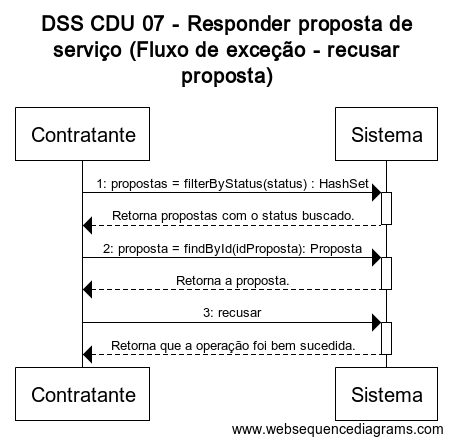 DSS CDU 07 - Responder proposta de
serviço (Fluxo de exceção - recusar
proposta)
Contratante
Sistema
1: propostas = filterByStatus(status) : HashSet
Retorna propostas com o status buscado.
2: proposta = findById(idProposta): Proposta
Retorna a proposta.
3: recusar
Retorna que a operação foi bem sucedida.
Contratante
Sistema
www.websequencediagrams.com